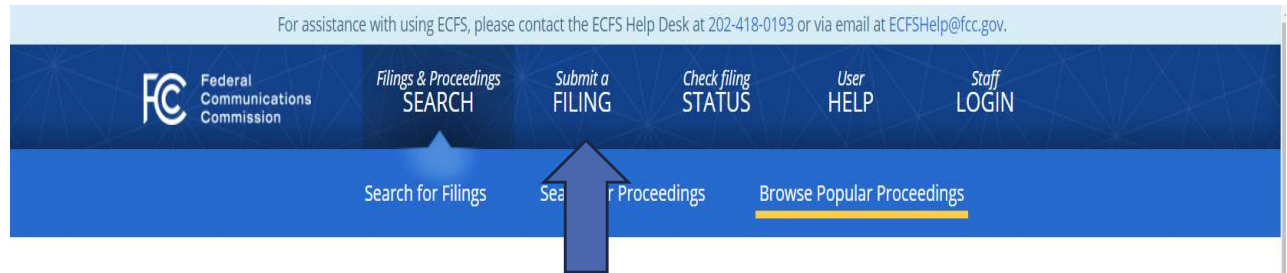 For assistance with using ECFS, please contact the ECFS Help Desk at 202-418-0193 or via email at ECFSHelp@fcc.gov.
FC Federal
Communications
Commission
Filings & Proceedings
SEARCH
Submit a
FILING
Check filing
STATUS
User
HELP
Staff
LOGIN
Search for Filings
Proceedings
Browse Popular Proceedings